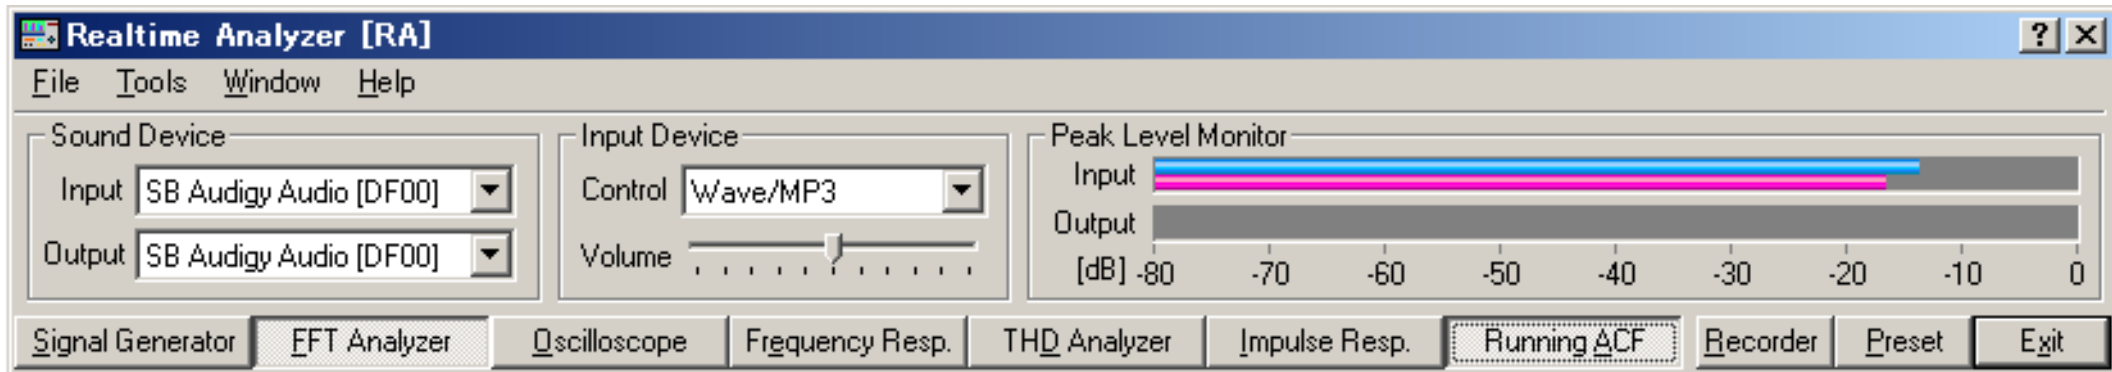 Realtime Analyzer [RA]
? X
File Tools Window Help
Sound Device
Input SB Audigy Audio [DF00]
Output SB Audigy Audio [DF00]
Input Device
Control Wave/MP3
Volume
Peak Level Monitor
Input
Output
[dB] -80 -70 -60 -50 -40 -30 -20 -10 0
Signal Generator FFT Analyzer Oscilloscope Frequency Resp. THD Analyzer Impulse Resp. Running ACF Recorder Preset Exit